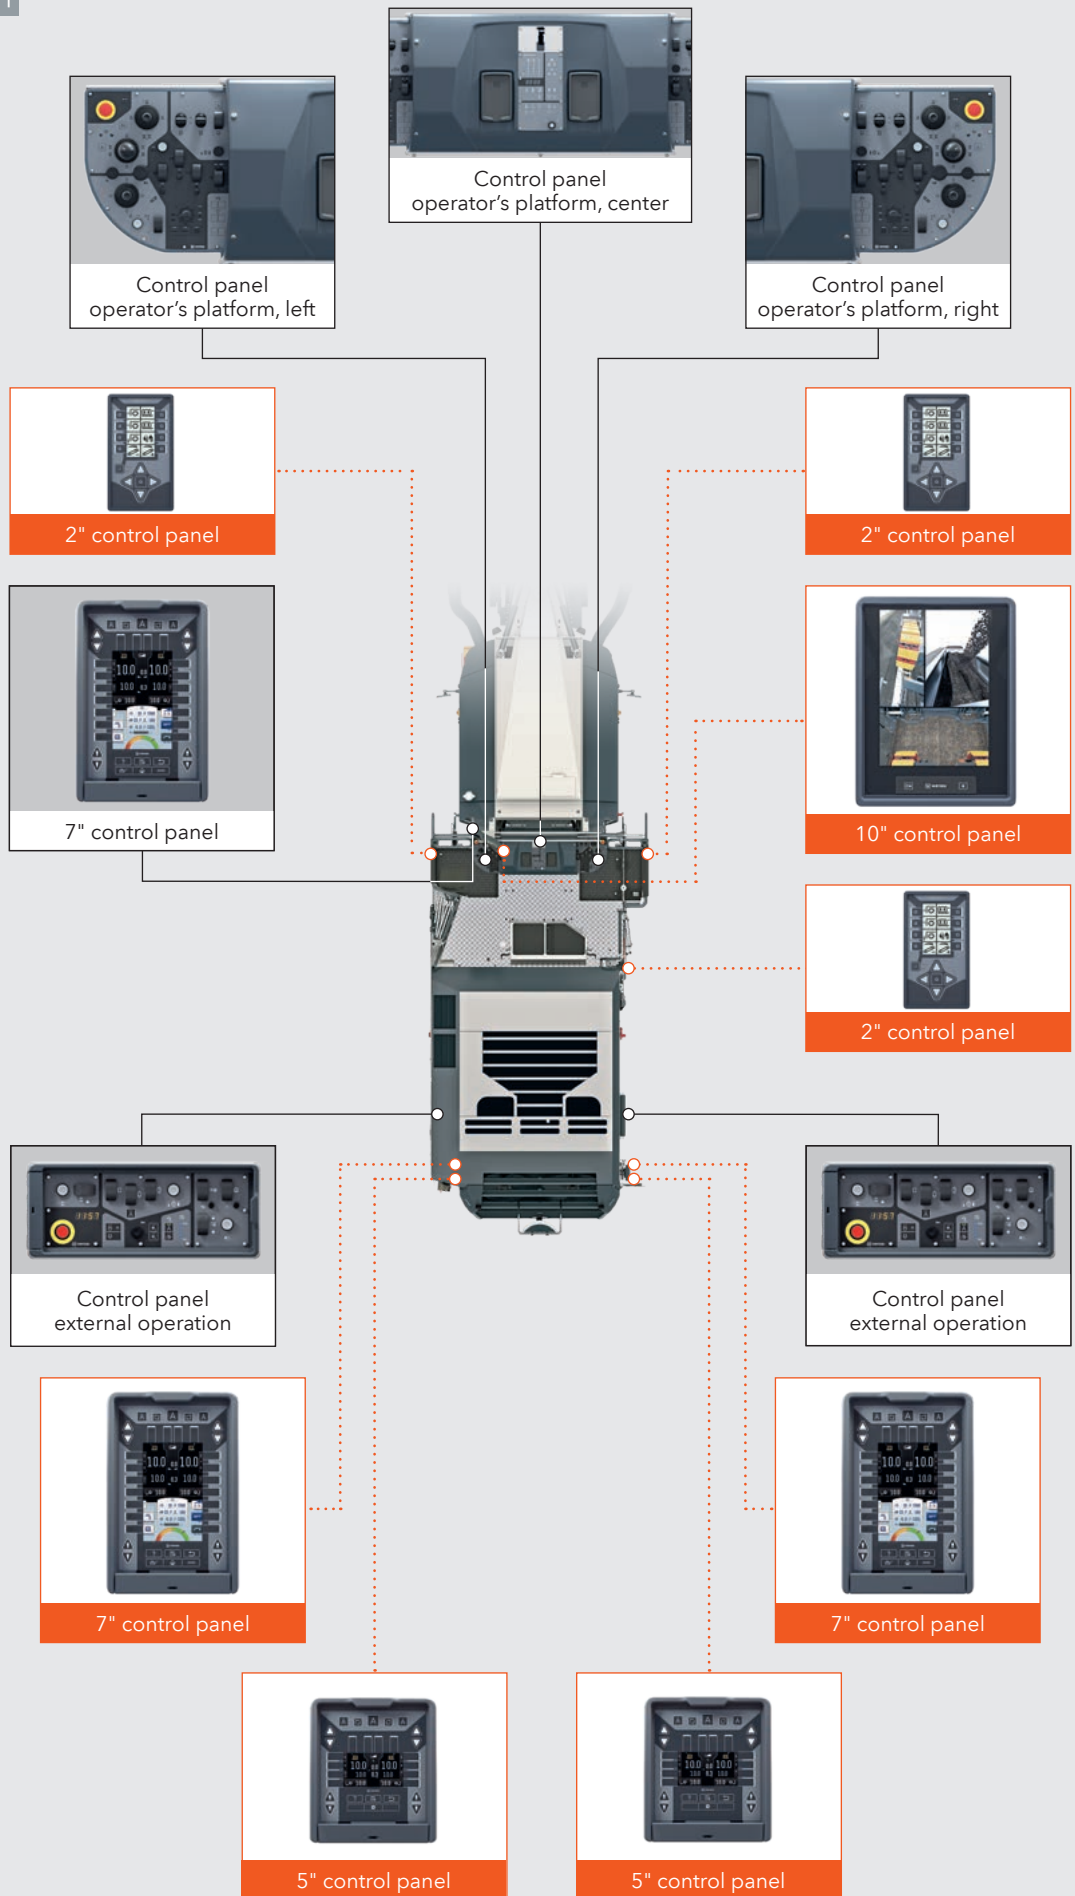 1
Control panel
operator's platform, center
Control panel
operator's platform, left
Control panel
operator's platform, right
2" control panel
2" control panel
7" control panel
10" control panel
2" control panel
Control panel
external operation
Control panel
external operation
7" control panel
7" control panel
5" control panel
5" control panel